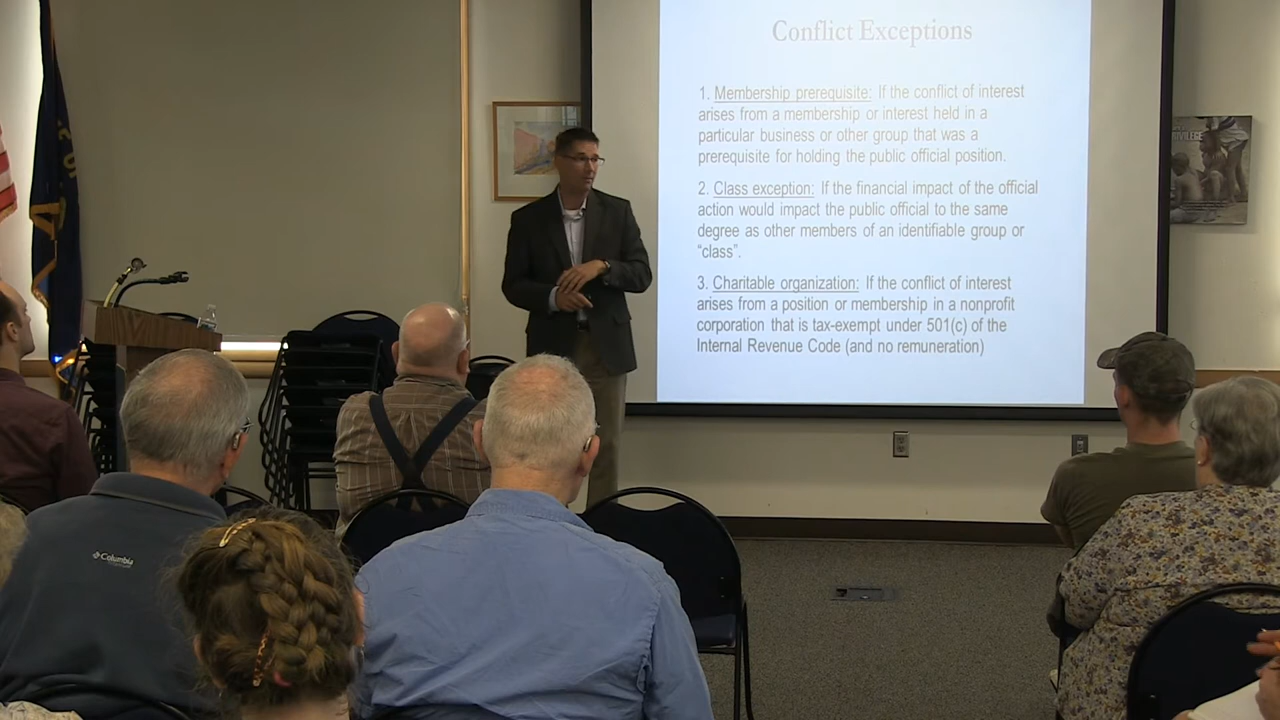 Conflict Exceptions
1. Membership prerequisite: If the conflict of interest
arises from a membership or interest held in a
particular business or other group that was a
prerequisite for holding the public official position.
2. Class exception: If the financial impact of the official
action would impact the public official to the same
degree as other members of an identifiable group or
“class”.
3. Charitable organization: If the conflict of interest
arises from a position or membership in a nonprofit
corporation that is tax-exempt under 501(c) of the
Internal Revenue Code (and no remuneration)
Columbia